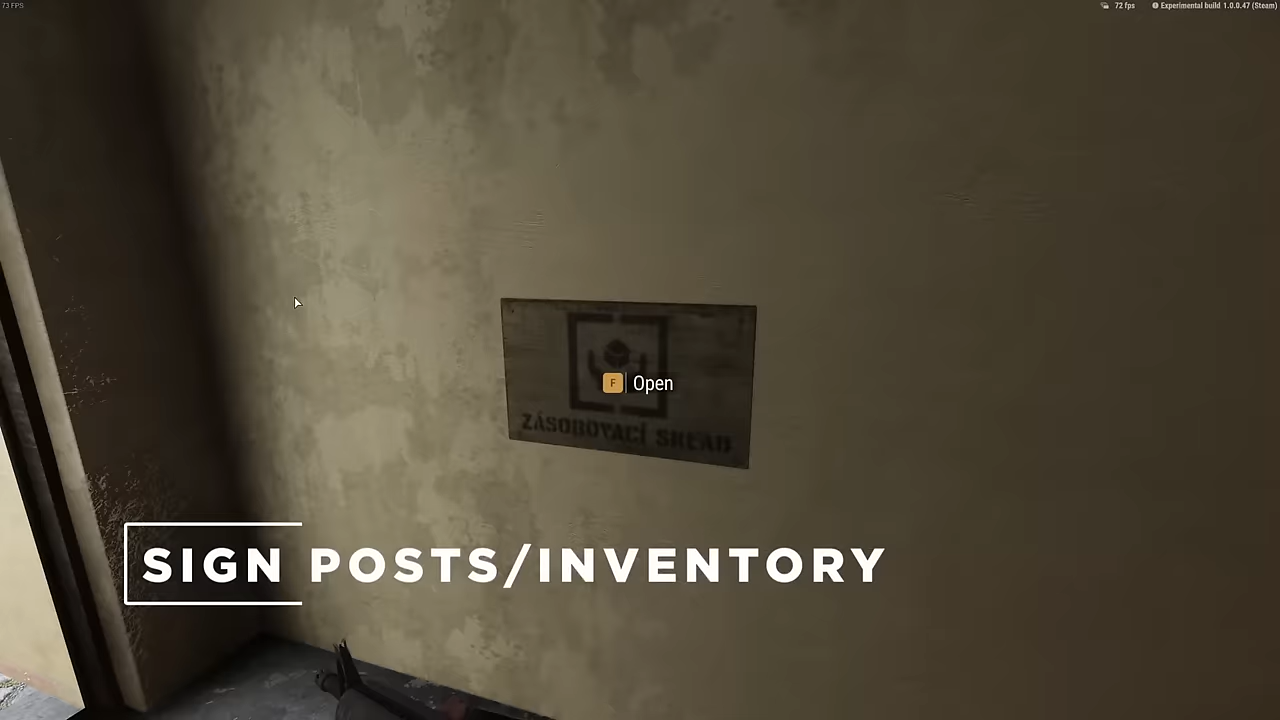 73 FPS
72 fps
Experimental build 1.0.0.47 (Steam)
F Open
ZÁSOBOVACÍ SKLAD
SIGN POSTS/INVENTORY